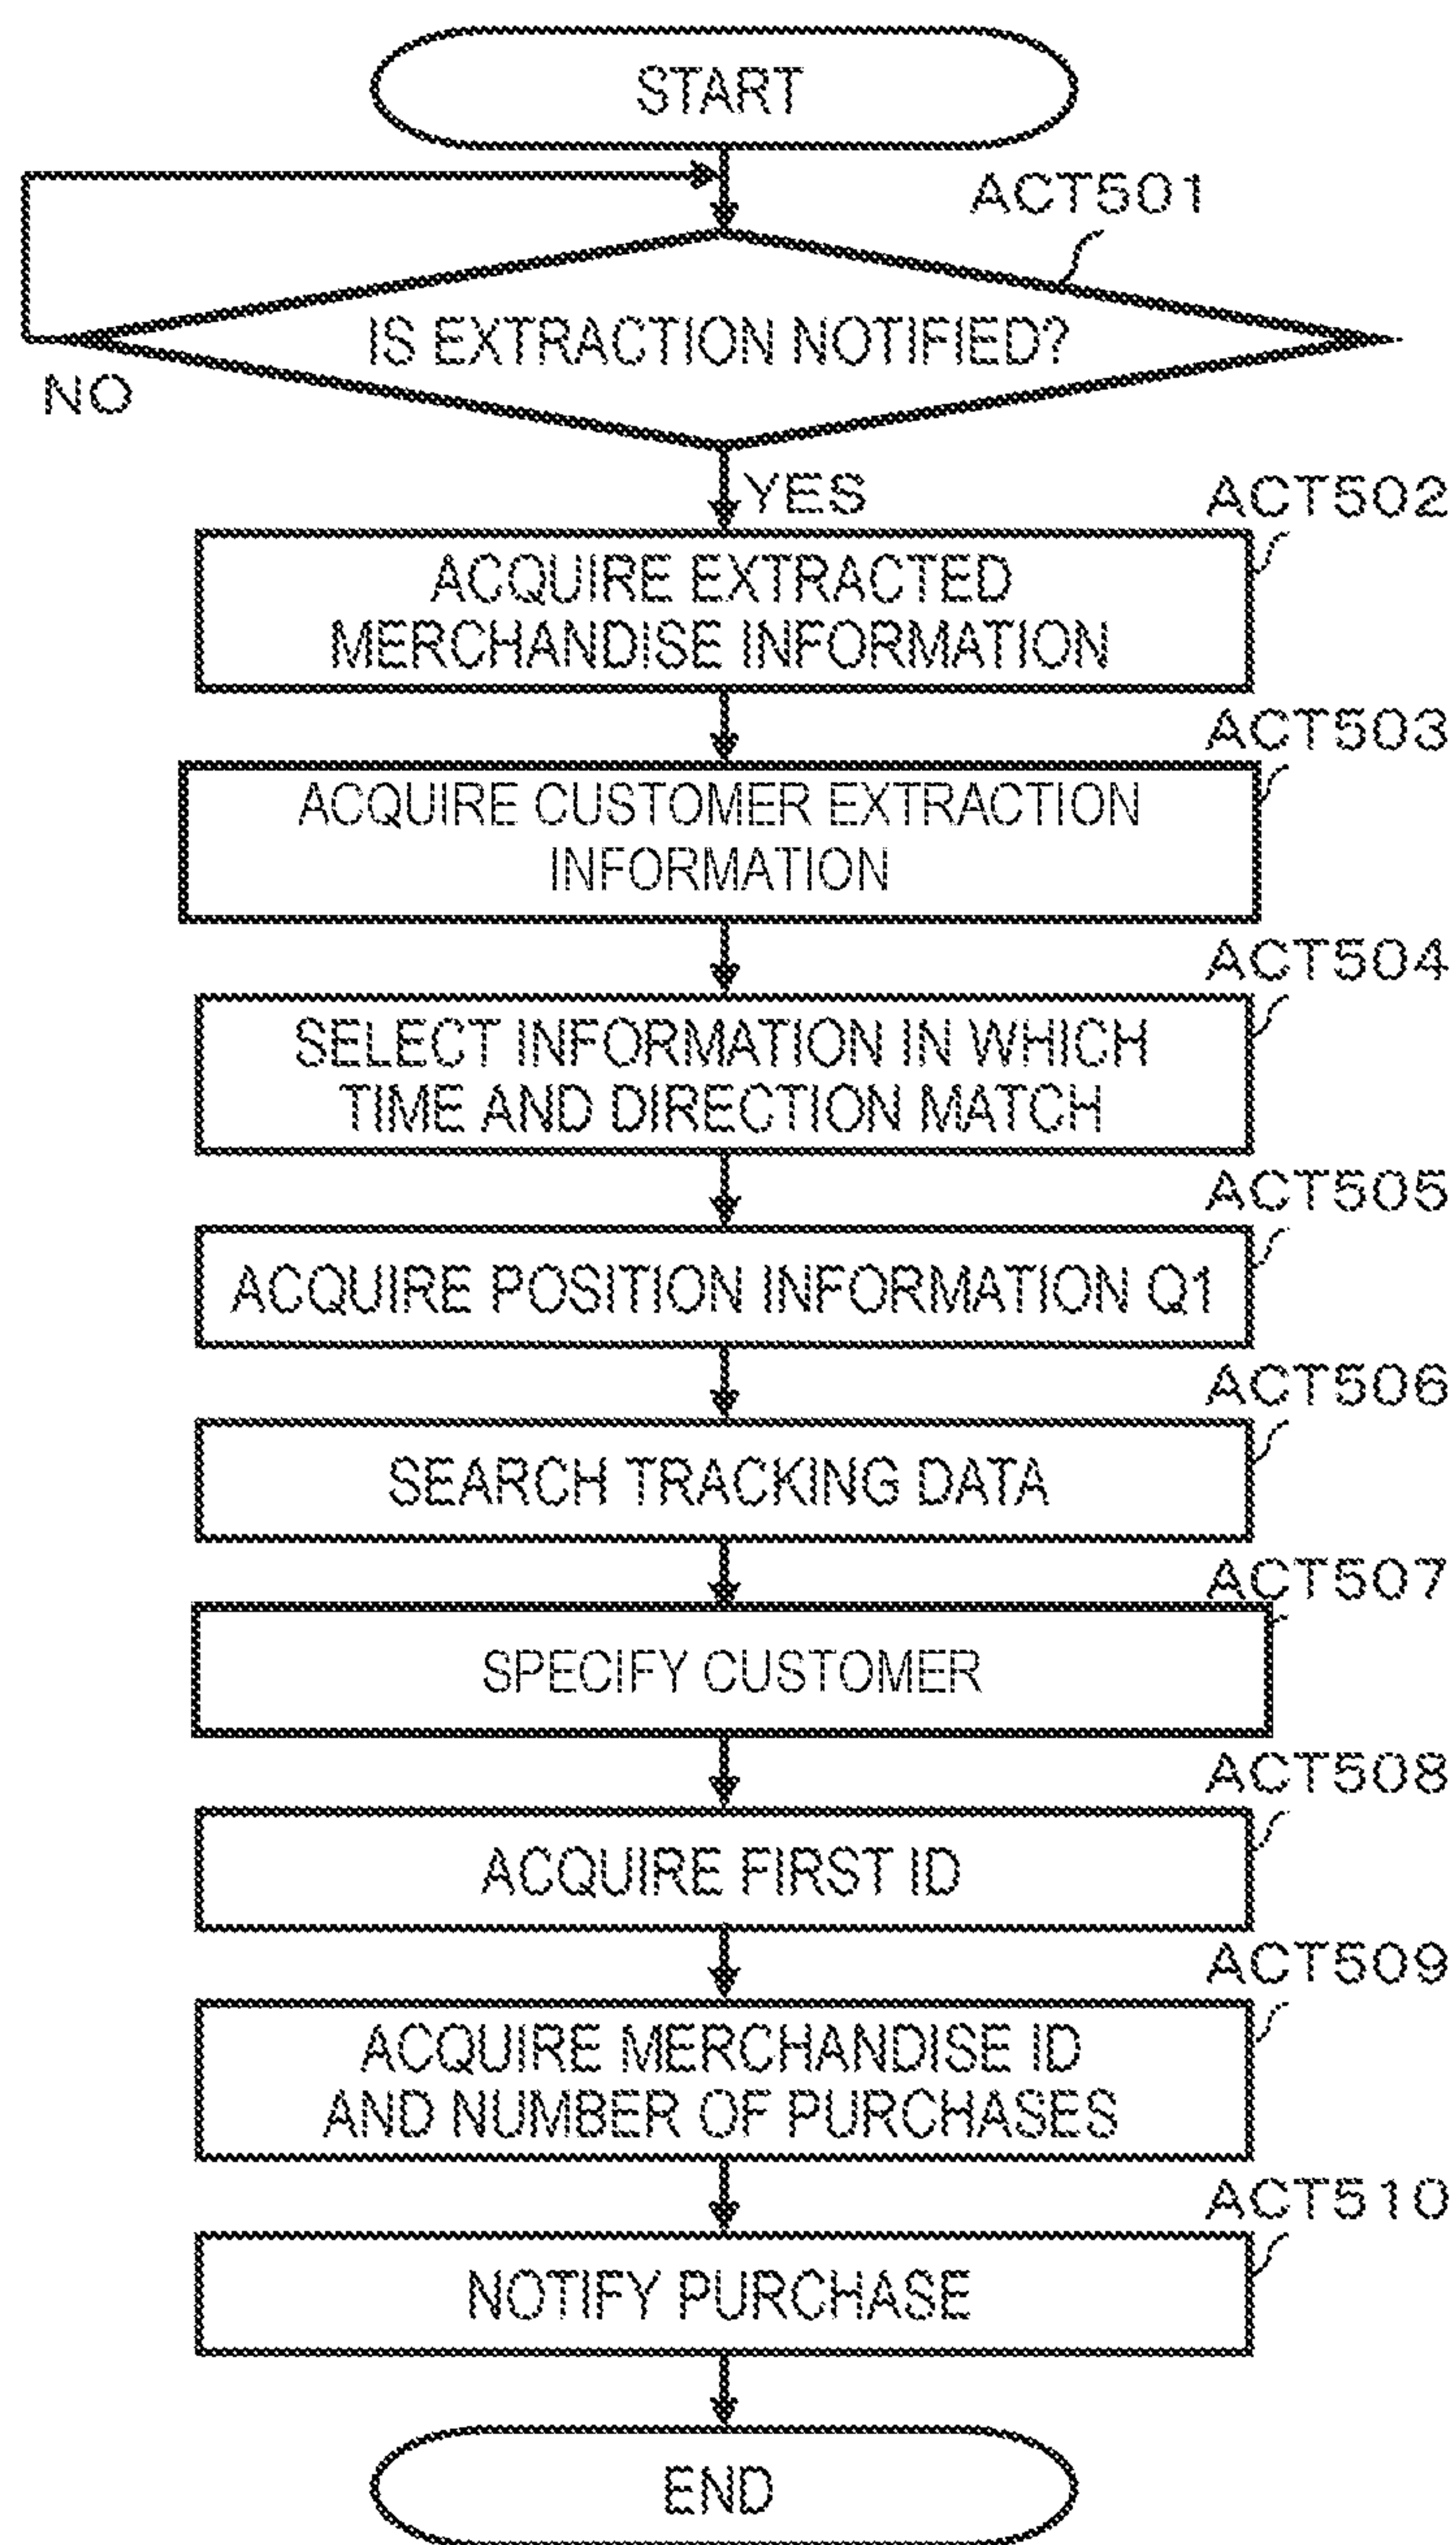 START
ACT501
IS EXTRACTION NOTIFIED?
NO
YES
ACT502
ACQUIRE EXTRACTED
MERCHANDISE INFORMATION
ACT503
ACQUIRE CUSTOMER EXTRACTION
INFORMATION
ACT504
SELECT INFORMATION IN WHICH
TIME AND DIRECTION MATCH
ACT505
ACQUIRE POSITION INFORMATION Q1
ACT506
SEARCH TRACKING DATA
ACT507
SPECIFY CUSTOMER
ACT508
ACQUIRE FIRST ID
ACT509
ACQUIRE MERCHANDISE ID
AND NUMBER OF PURCHASES
ACT510
NOTIFY PURCHASE
END